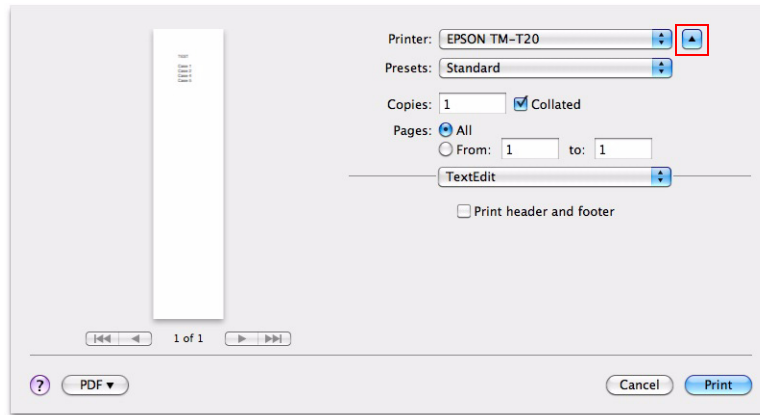 Printer: EPSON TM-T20
Presets: Standard
Copies: 1 Collated
Pages: All
From: 1 to: 1
TextEdit
Print header and footer
TEST
1 of 1
? PDF
Cancel Print